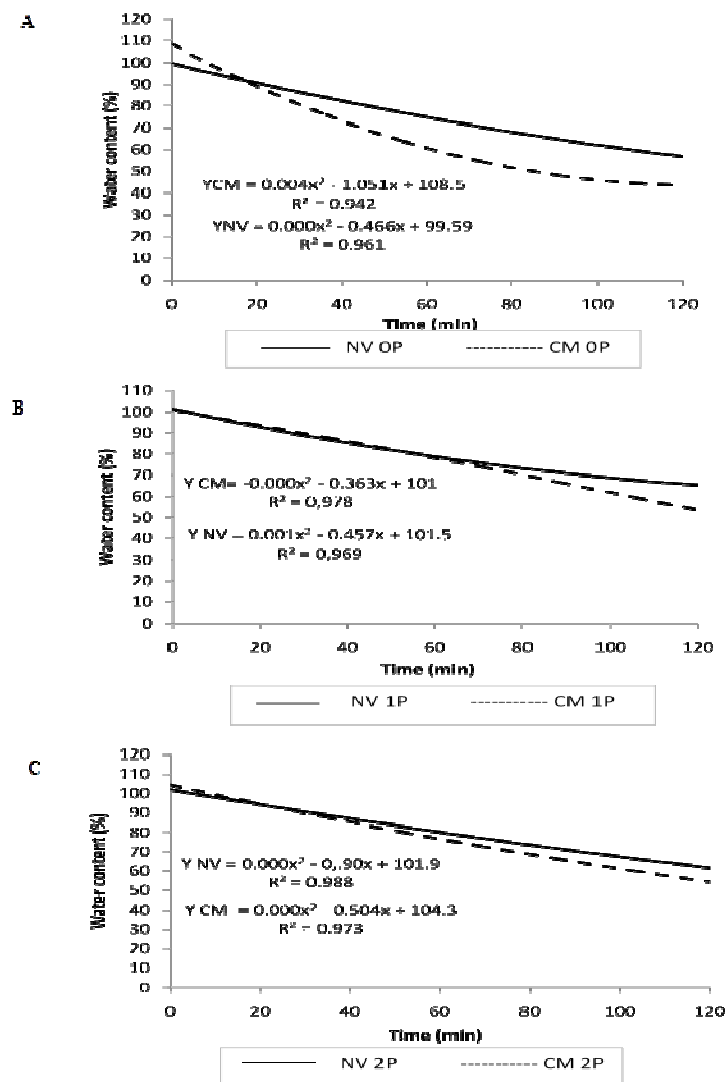 A
120
110
100
90
80
70
60
50
40
30
20
10
0
Water content (%)
YCM = 0.004x² - 1.051x + 108.5
R² = 0.942
YNV = 0.000x² - 0.466x + 99.59
R² = 0.961
0 20 40 60 80 100 120
Time (min)
NV 0P CM 0P
B
110
100
90
80
70
60
50
40
30
20
10
0
Water content (%)
Y CM= -0.000x² - 0.363x + 101
R² = 0,978
Y NV = 0.001x² - 0.457x + 101.5
R² = 0,969
0 20 40 60 80 100 120
Time (min)
NV 1P CM 1P
C
120
110
100
90
80
70
60
50
40
30
20
10
0
Water content (%)
Y NV = 0.000x² - 0,.90x + 101.9
R² = 0.988
Y CM = 0.000x² 0.504x + 104.3
R² = 0.973
0 20 40 60 80 100 120
Time (min)
NV 2P CM 2P